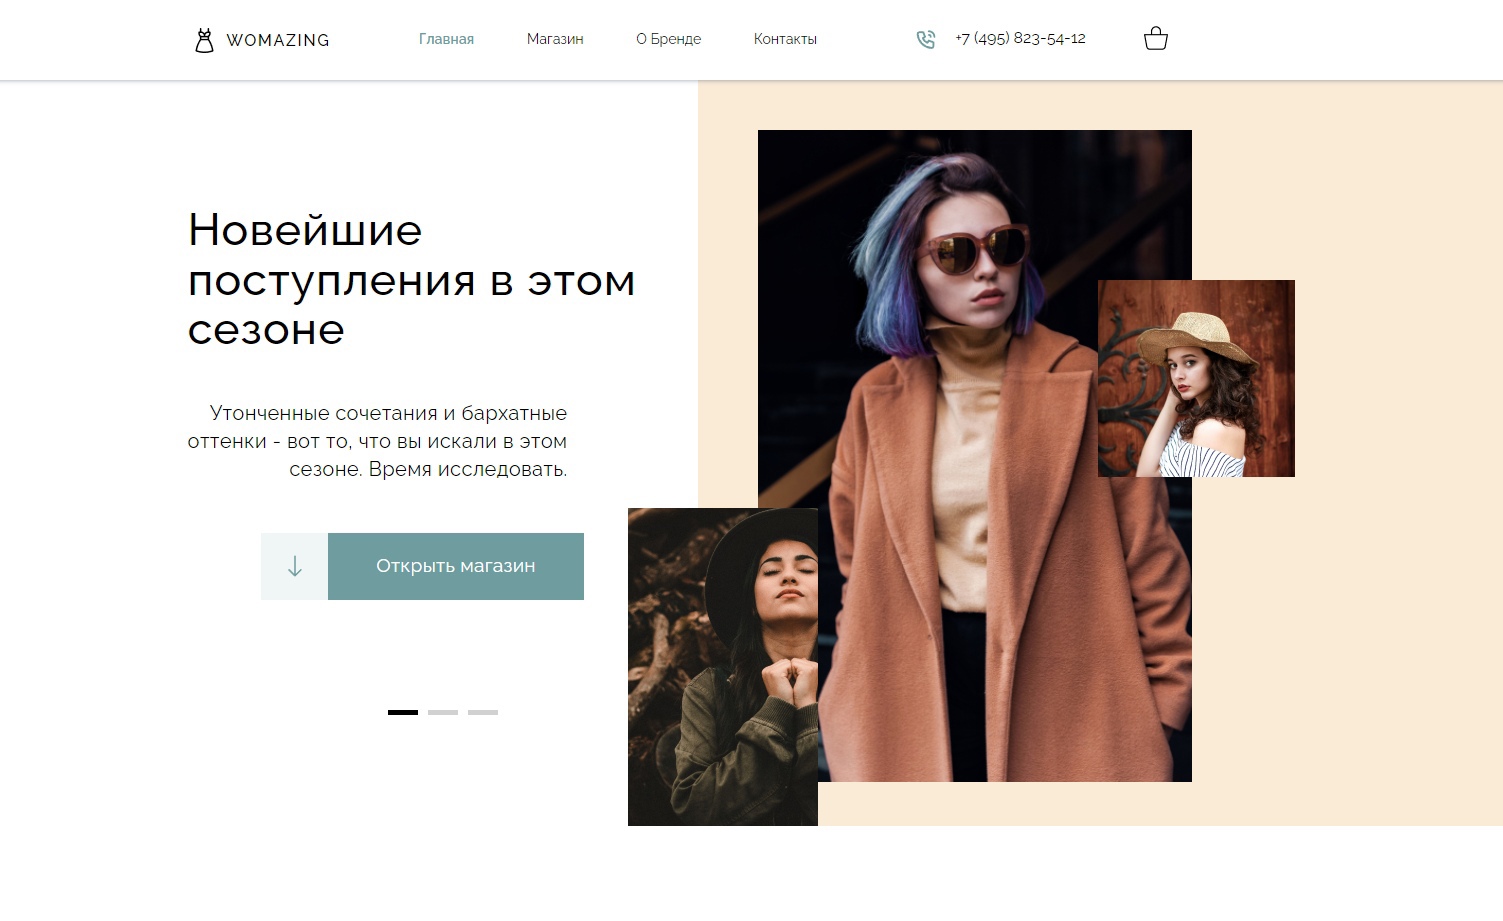 WOMAZING
Главная
Магазин
О Бренде
Контакты
+7 (495) 823-54-12
Новейшие
поступления в этом
сезоне
Утонченные сочетания и бархатные
оттенки - вот то, что вы искали в этом
сезоне. Время исследовать.
Открыть магазин